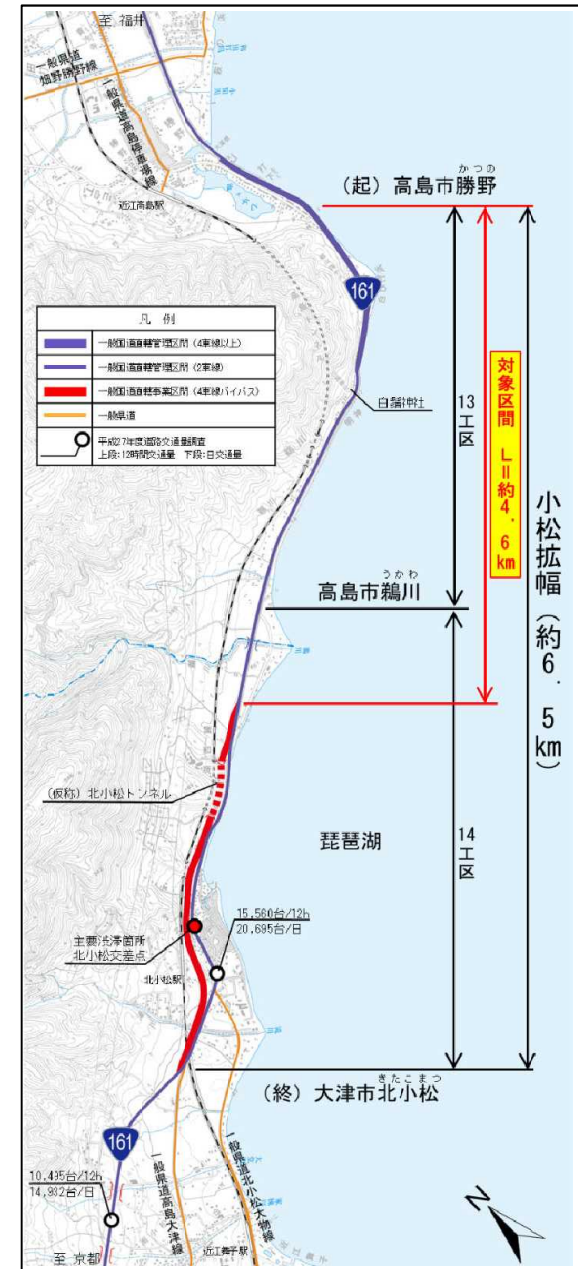 至 福井
一般県道
畑野勝野線
一般県道高島停車場線
近江高島駅
かつの
(起)高島市勝野
161
凡 例
一般国道直轄管理区間(4車線以上)
一般国道直轄管理区間(2車線)
一般国道直轄事業区間(4車線バイパス)
一般県道
平成27年度道路交通量調査
上段:12時間交通量 下段:日交通量
白鬚神社
13工区
対象区間 L=約4.6km
小松拡幅(約6.5km)
うかわ
高島市鵜川
(仮称)北小松トンネル
琵琶湖
14工区
15,560台/12h
20,695台/日
主要渋滞箇所
北小松交差点
北小松駅
きたこまつ
(終)大津市北小松
161
10,495台/12h
14,982台/日
一般県道高島大津線
一般県道北小松大物線
至 京都
近江舞子駅
N